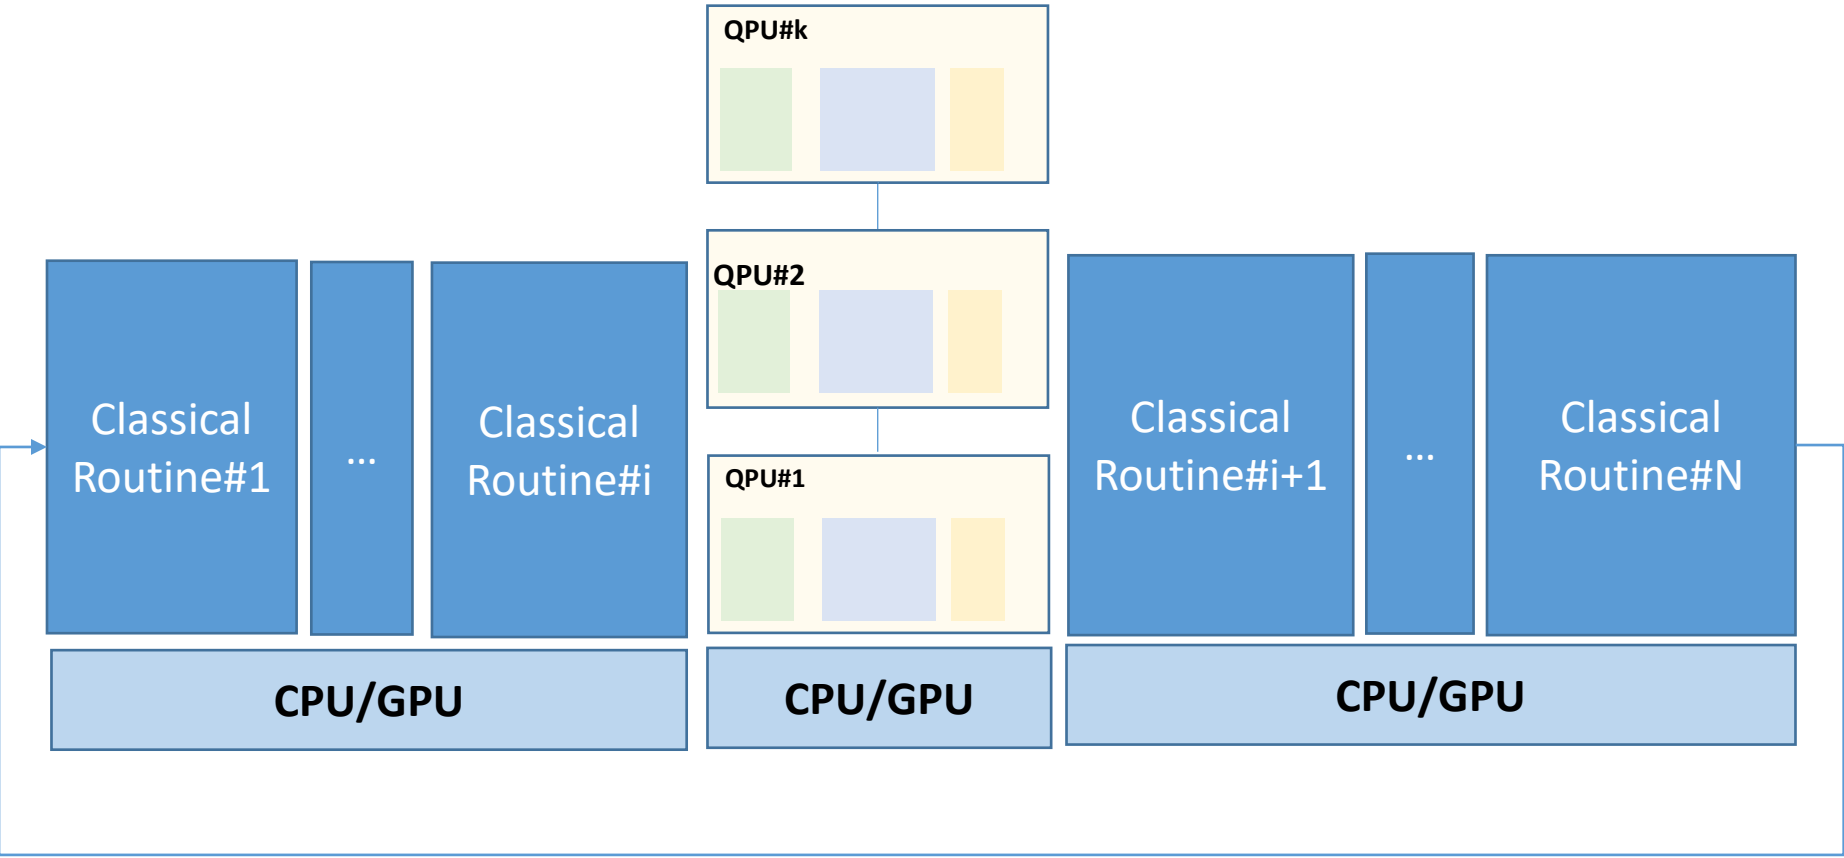 QPU#k
QPU#2
QPU#1
Classical
Routine#1
...
Classical
Routine#i
Classical
Routine#i+1
...
Classical
Routine#N
CPU/GPU
CPU/GPU
CPU/GPU